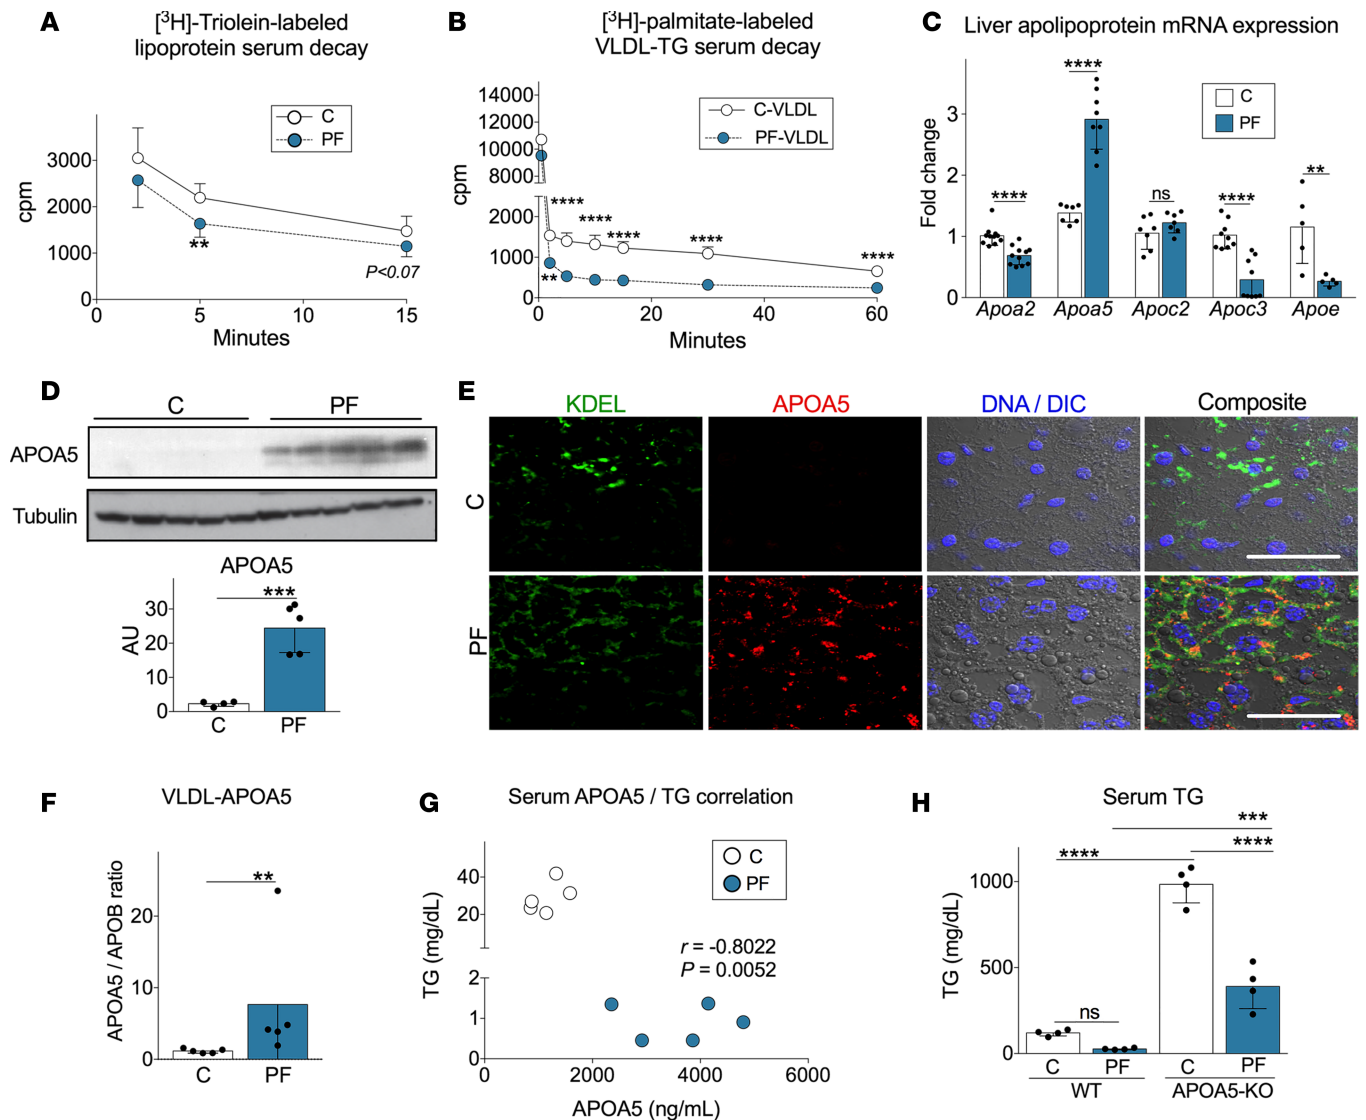 A
[³H]-Triolein-labeled
lipoprotein serum decay
C
PF
cpm
3000
2000
1000
0
**
P<0.07
0 5 10 15
Minutes
B
[³H]-palmitate-labeled
VLDL-TG serum decay
C-VLDL
PF-VLDL
cpm
14000
12000
10000
8000
2000
1000
0
****
****
****
****
****
**
0 20 40 60
Minutes
C
Liver apolipoprotein mRNA expression
C
PF
Fold change
3
2
1
0
****
****
ns
****
**
Apoa2 Apoa5 Apoc2 Apoc3 Apoe
D
C PF
APOA5
Tubulin
APOA5
***
AU
30
20
10
0
C PF
E
KDEL APOA5 DNA / DIC Composite
C
PF
F
VLDL-APOA5
**
APOA5 / APOB ratio
20
10
0
C PF
G
Serum APOA5 / TG correlation
C
PF
TG (mg/dL)
40
20
2
1
0
r = -0.8022
P = 0.0052
0 2000 4000 6000
APOA5 (ng/mL)
H
Serum TG
***
****
****
ns
TG (mg/dL)
1000
500
0
C PF C PF
WT APOA5-KO